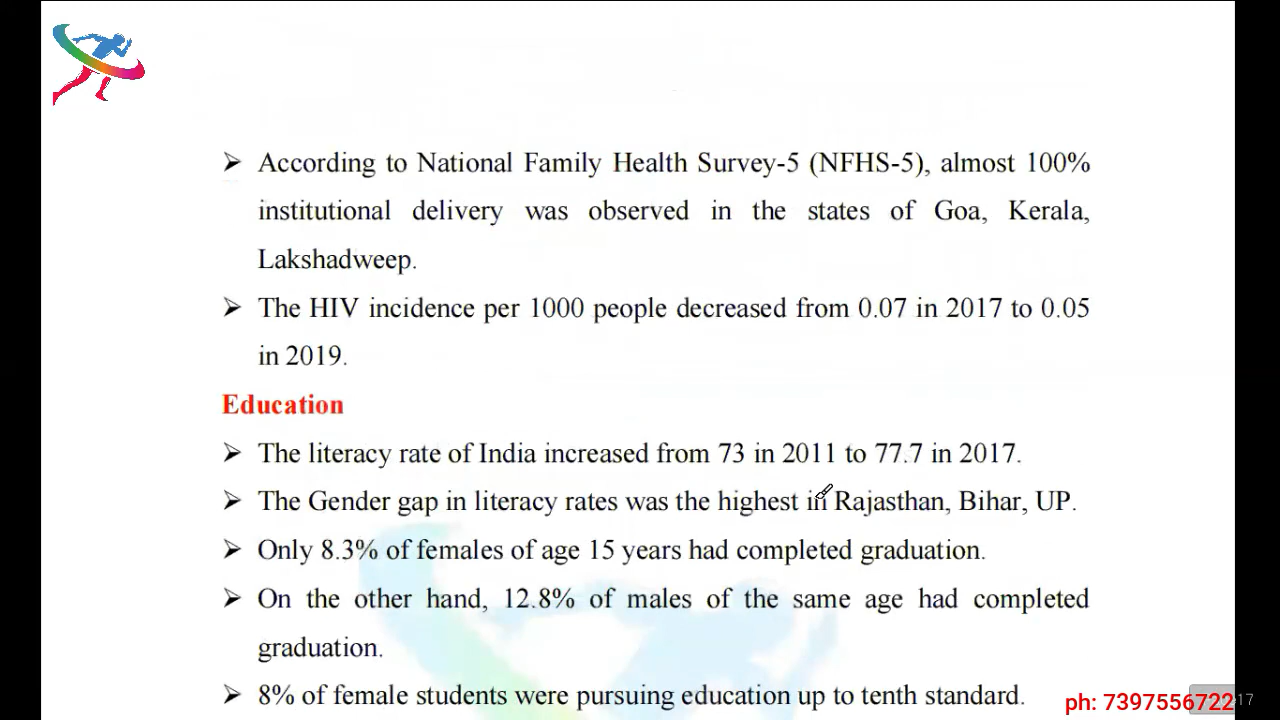 ➢ According to National Family Health Survey-5 (NFHS-5), almost 100%
institutional delivery was observed in the states of Goa, Kerala,
Lakshadweep.
➢ The HIV incidence per 1000 people decreased from 0.07 in 2017 to 0.05
in 2019.
Education
➢ The literacy rate of India increased from 73 in 2011 to 77.7 in 2017.
➢ The Gender gap in literacy rates was the highest in Rajasthan, Bihar, UP.
➢ Only 8.3% of females of age 15 years had completed graduation.
➢ On the other hand, 12.8% of males of the same age had completed
graduation.
➢ 8% of female students were pursuing education up to tenth standard.
ph: 7397556722